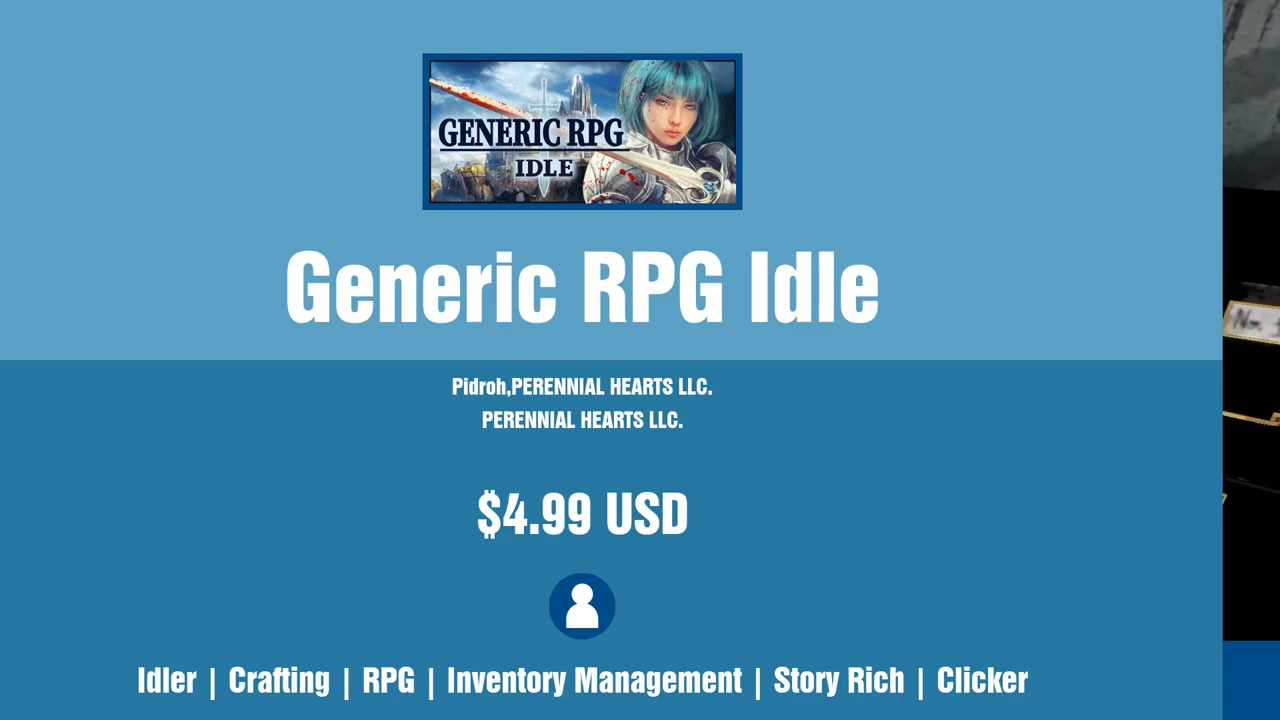 GENERIC RPG
IDLE
Generic RPG Idle
Pidroh,PERENNIAL HEARTS LLC.
PERENNIAL HEARTS LLC.
$4.99 USD
Idler | Crafting | RPG | Inventory Management | Story Rich | Clicker